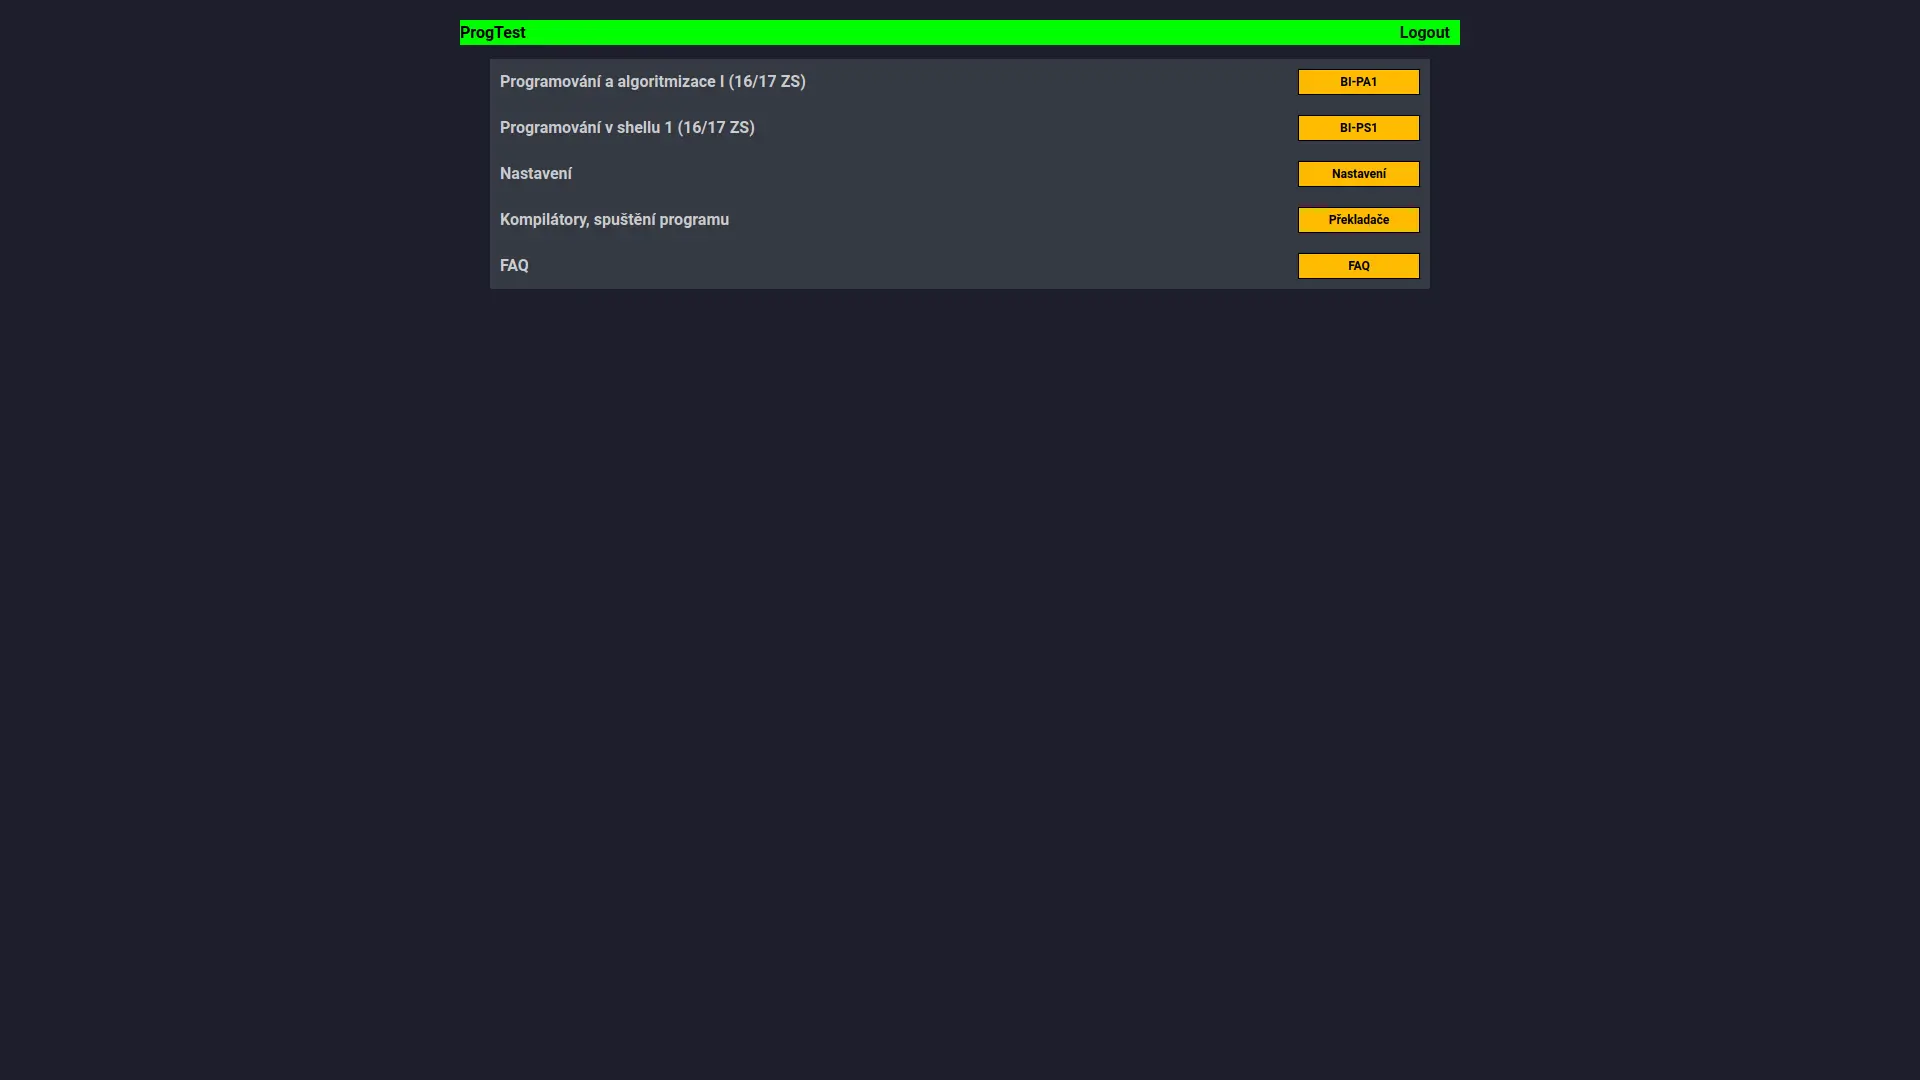 ProgTest Logout
Programování a algoritmizace I (16/17 ZS) BI-PA1
Programování v shellu 1 (16/17 ZS) BI-PS1
Nastavení Nastavení
Kompilátory, spuštění programu Překladače
FAQ FAQ